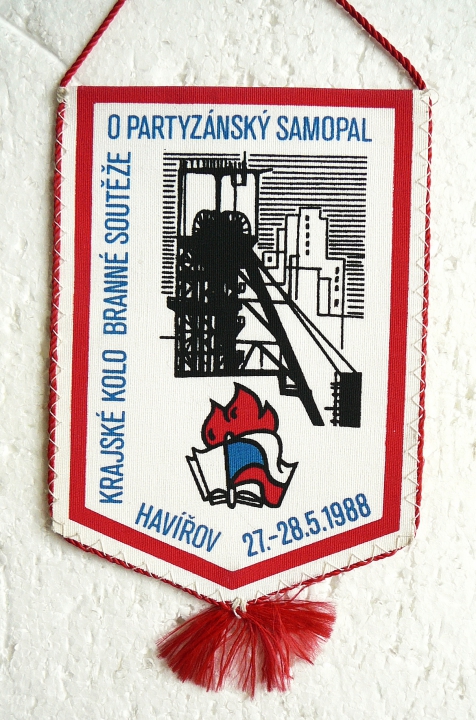 KRAJSKÉ KOLO BRANNÉ SOUTĚŽE
O PARTYZÁNSKÝ SAMOPAL
HAVÍŘOV 27.-28.5.1988